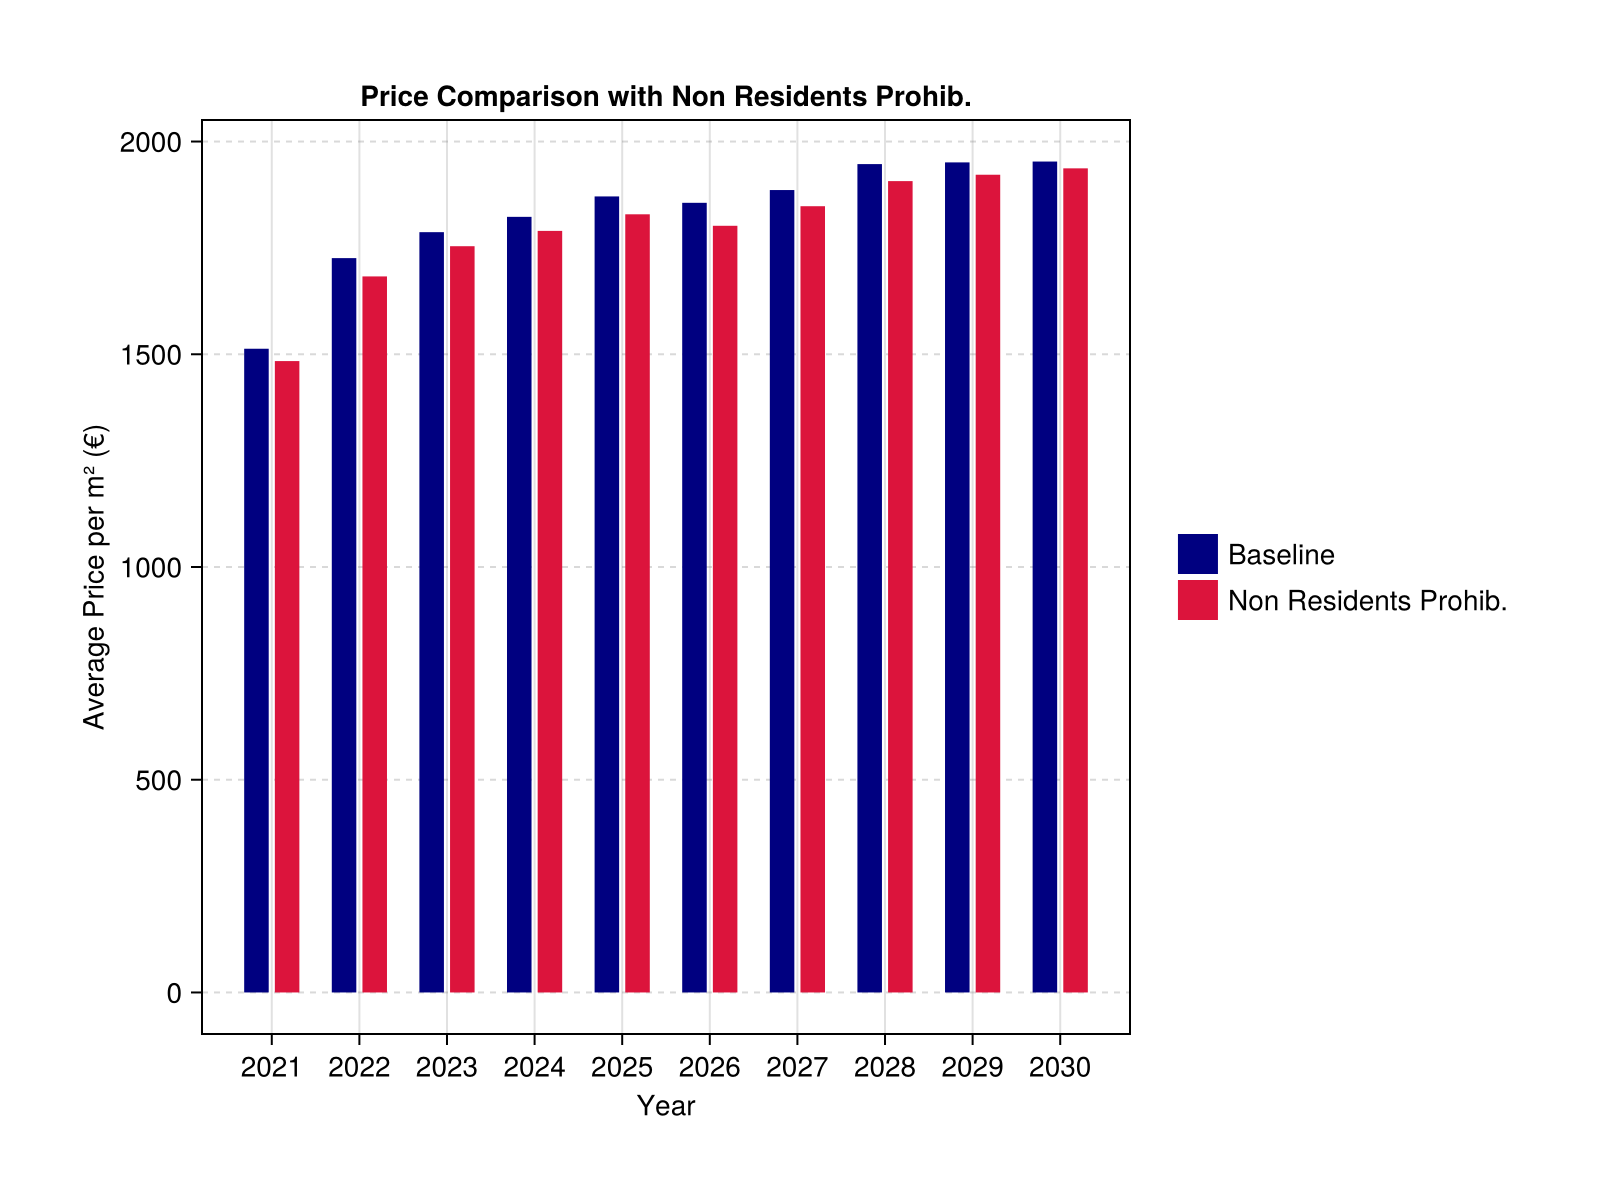 Price Comparison with Non Residents Prohib.
2000
1500
1000
500
0
Average Price per m² (€)
2021 2022 2023 2024 2025 2026 2027 2028 2029 2030
Year
Baseline
Non Residents Prohib.